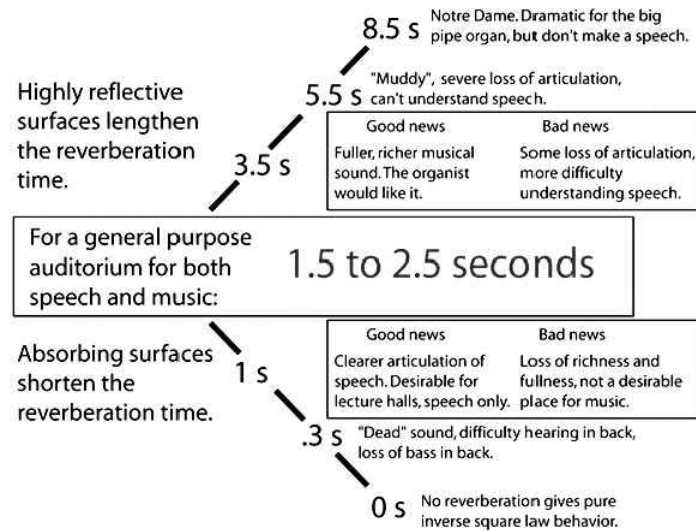 8.5 s
Notre Dame. Dramatic for the big
pipe organ, but don't make a speech.
5.5 s
"Muddy", severe loss of articulation,
can't understand speech.
Highly reflective
surfaces lengthen
the reverberation
time.
3.5 s
Good news
Fuller, richer musical
sound. The organist
would like it.
Bad news
Some loss of articulation,
more difficulty
understanding speech.
For a general purpose
auditorium for both
speech and music:
1.5 to 2.5 seconds
Absorbing surfaces
shorten the
reverberation time.
1 s
Good news
Clearer articulation of
speech. Desirable for
lecture halls, speech only.
Bad news
Loss of richness and
fullness, not a desirable
place for music.
.3 s
"Dead" sound, difficulty hearing in back,
loss of bass in back.
0 s
No reverberation gives pure
inverse square law behavior.